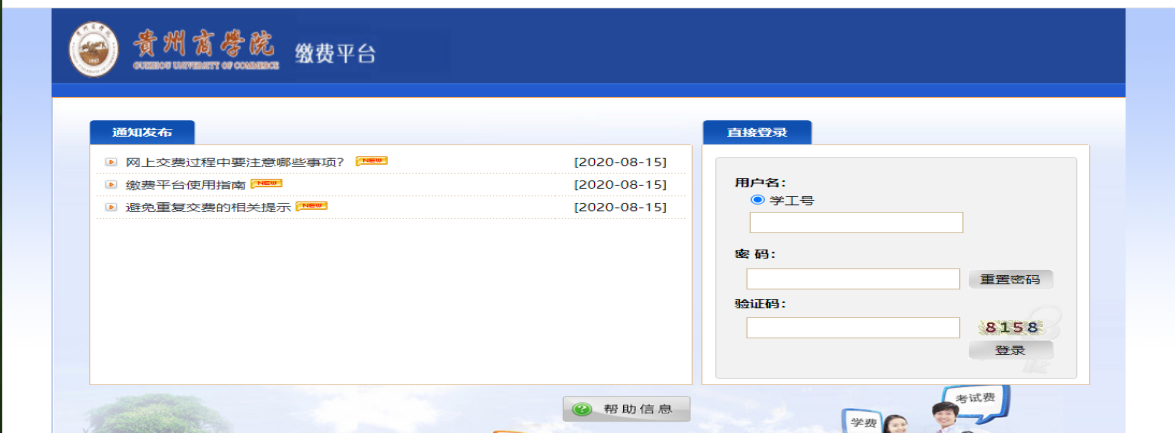 贵州商学院 缴费平台
GUIZHOU UNIVERSITY OF COMMERCE
通知发布
网上交费过程中要注意哪些事项? NEW [2020-08-15]
缴费平台使用指南 NEW [2020-08-15]
避免重复交费的相关提示 NEW [2020-08-15]
直接登录
用户名:
学工号
密 码:
重置密码
验证码:
8158
登录
帮助信息
考试费
学费